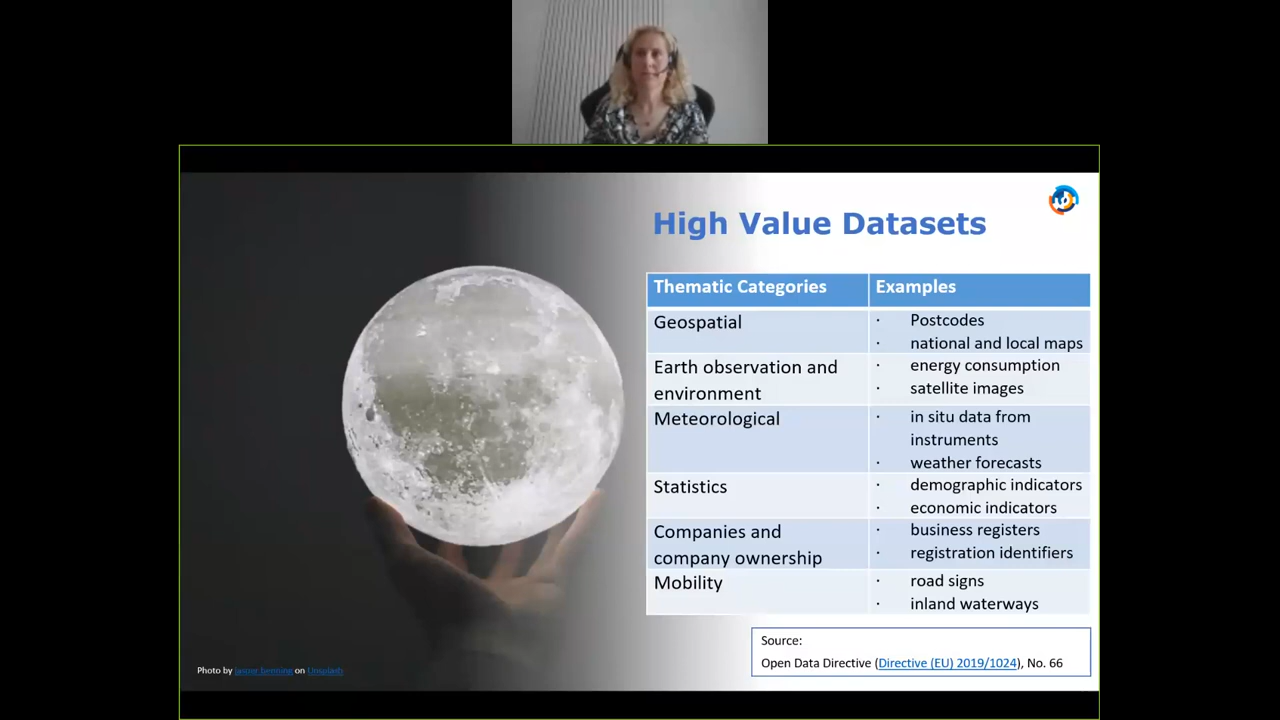 High Value Datasets
Thematic Categories Examples
Geospatial
· Postcodes
· national and local maps
Earth observation and
environment
· energy consumption
· satellite images
Meteorological
· in situ data from
instruments
· weather forecasts
Statistics
· demographic indicators
· economic indicators
Companies and
company ownership
· business registers
· registration identifiers
Mobility
· road signs
· inland waterways
Source:
Open Data Directive (Directive (EU) 2019/1024), No. 66
Photo by on Unsplash